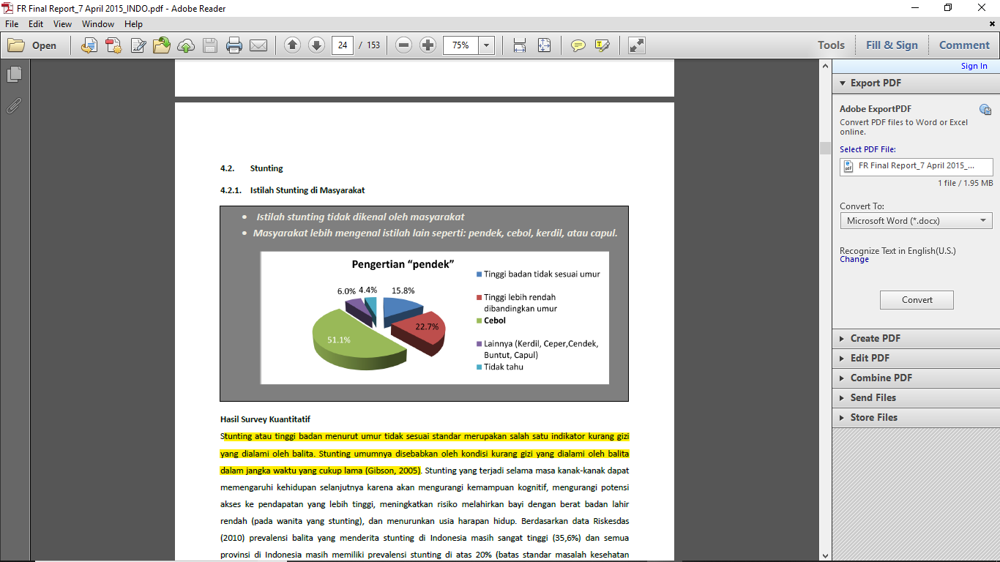 FR Final Report_7 April 2015_INDO.pdf - Adobe Reader
File Edit View Window Help
Open 24 / 153 75% Tools Fill & Sign Comment
Sign In
Export PDF
Adobe ExportPDF
Convert PDF files to Word or Excel
online.
Select PDF File:
FR Final Report_7 April 2015_...
1 file / 1.95 MB
Convert To:
Microsoft Word (*.docx)
Recognize Text in English(U.S.)
Change
Convert
Create PDF
Edit PDF
Combine PDF
Send Files
Store Files
4.2. Stunting
4.2.1. Istilah Stunting di Masyarakat
• Istilah stunting tidak dikenal oleh masyarakat
• Masyarakat lebih mengenal istilah lain seperti: pendek, cebol, kerdil, atau capul.
Pengertian “pendek”
6.0% 4.4% 15.8%
22.7%
51.1%
Tinggi badan tidak sesuai umur
Tinggi lebih rendah
dibandingkan umur
Cebol
Lainnya (Kerdil, Ceper,Cendek,
Buntut, Capul)
Tidak tahu
Hasil Survey Kuantitatif
Stunting atau tinggi badan menurut umur tidak sesuai standar merupakan salah satu indikator kurang gizi
yang dialami oleh balita. Stunting umumnya disebabkan oleh kondisi kurang gizi yang dialami oleh balita
dalam jangka waktu yang cukup lama (Gibson, 2005). Stunting yang terjadi selama masa kanak-kanak dapat
memengaruhi kehidupan selanjutnya karena akan mengurangi kemampuan kognitif, mengurangi potensi
akses ke pendapatan yang lebih tinggi, meningkatkan risiko melahirkan bayi dengan berat badan lahir
rendah (pada wanita yang stunting), dan menurunkan usia harapan hidup. Berdasarkan data Riskesdas
(2010) prevalensi balita yang menderita stunting di Indonesia masih sangat tinggi (35,6%) dan semua
provinsi di Indonesia masih memiliki prevalensi stunting di atas 20% (batas standar masalah kesehatan